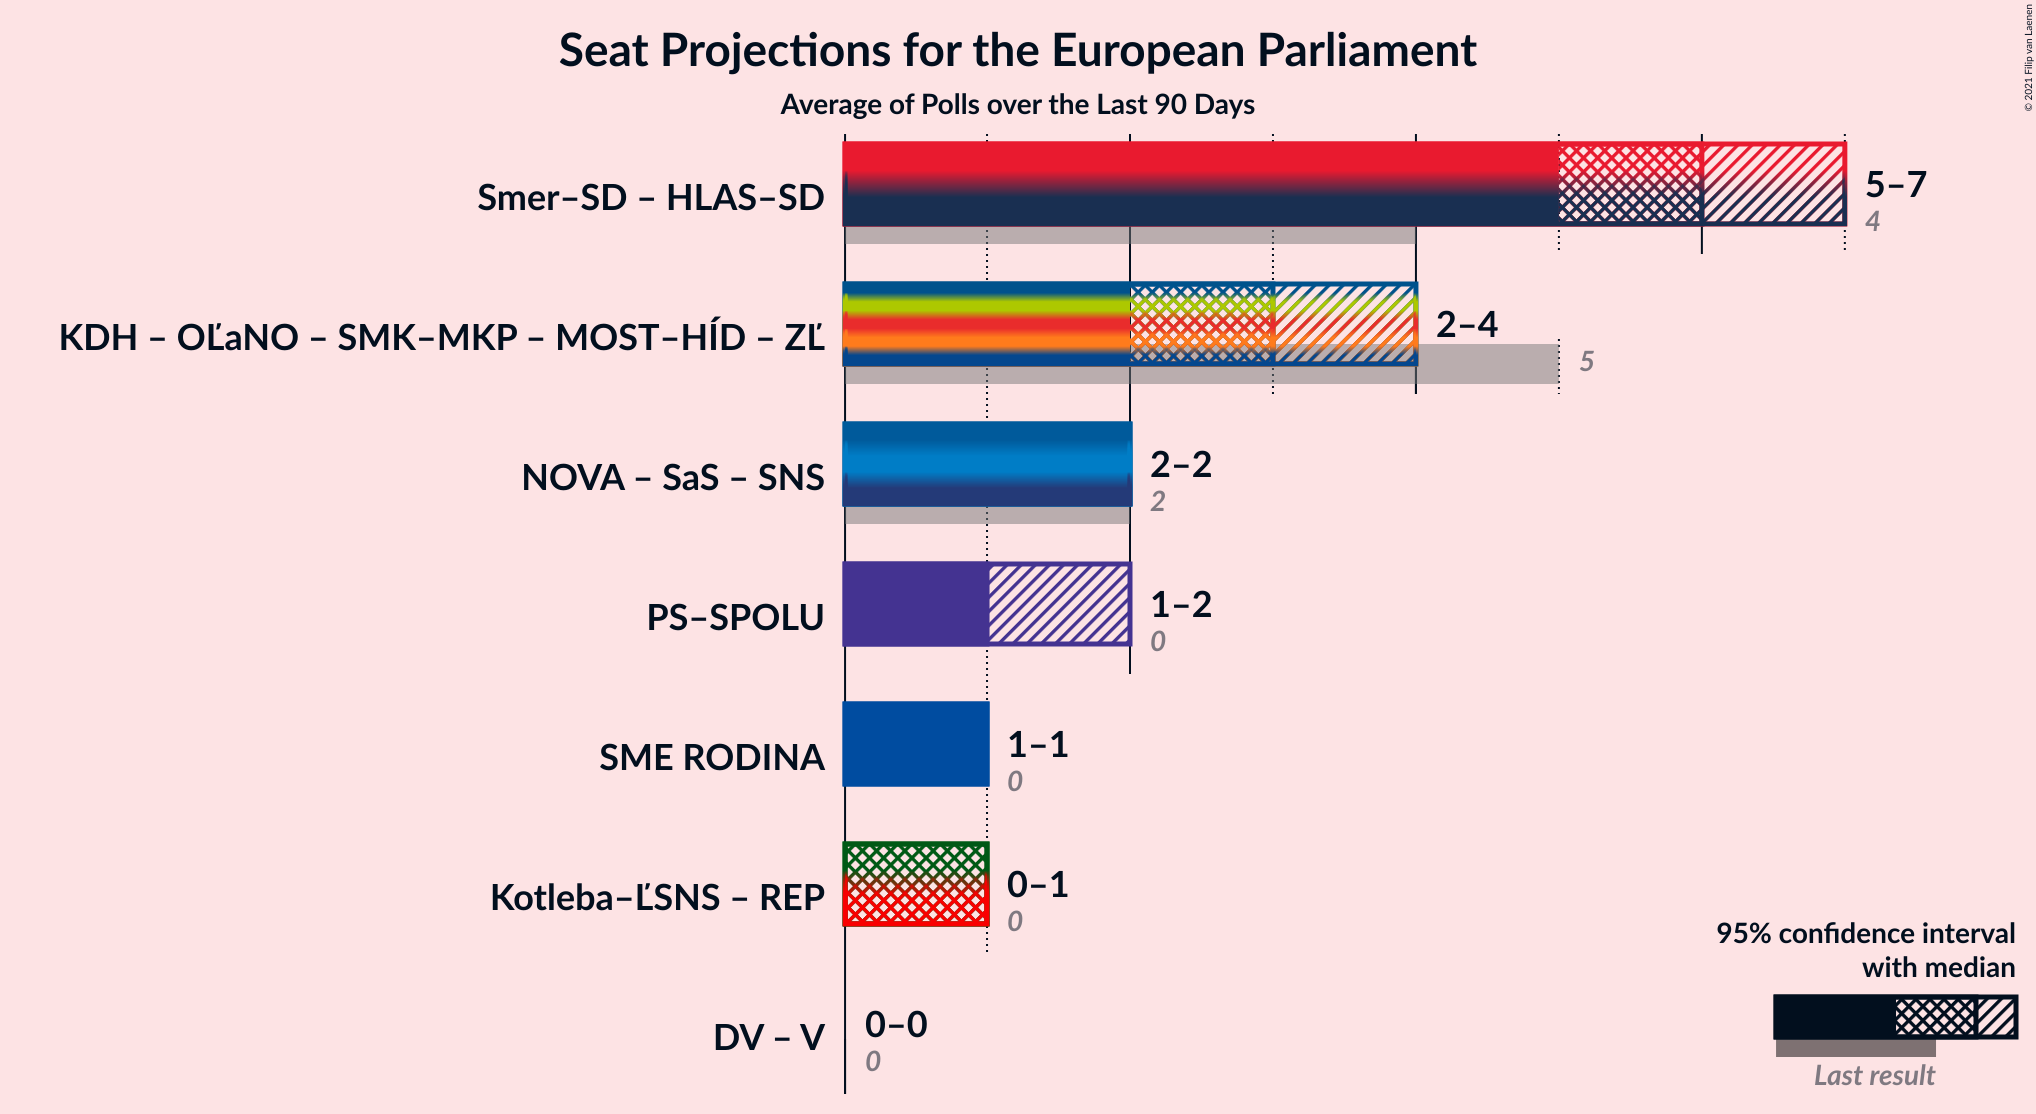 Seat Projections for the European Parliament
Average of Polls over the Last 90 Days
© 2021 Filip van Laenen
Smer–SD – HLAS–SD
5–7
4
KDH – OĽaNO – SMK–MKP – MOST–HÍD – ZĽ
2–4
5
NOVA – SaS – SNS
2–2
2
PS–SPOLU
1–2
0
SME RODINA
1–1
0
Kotleba–ĽSNS – REP
0–1
0
DV – V
0–0
0
95% confidence interval
with median
Last result